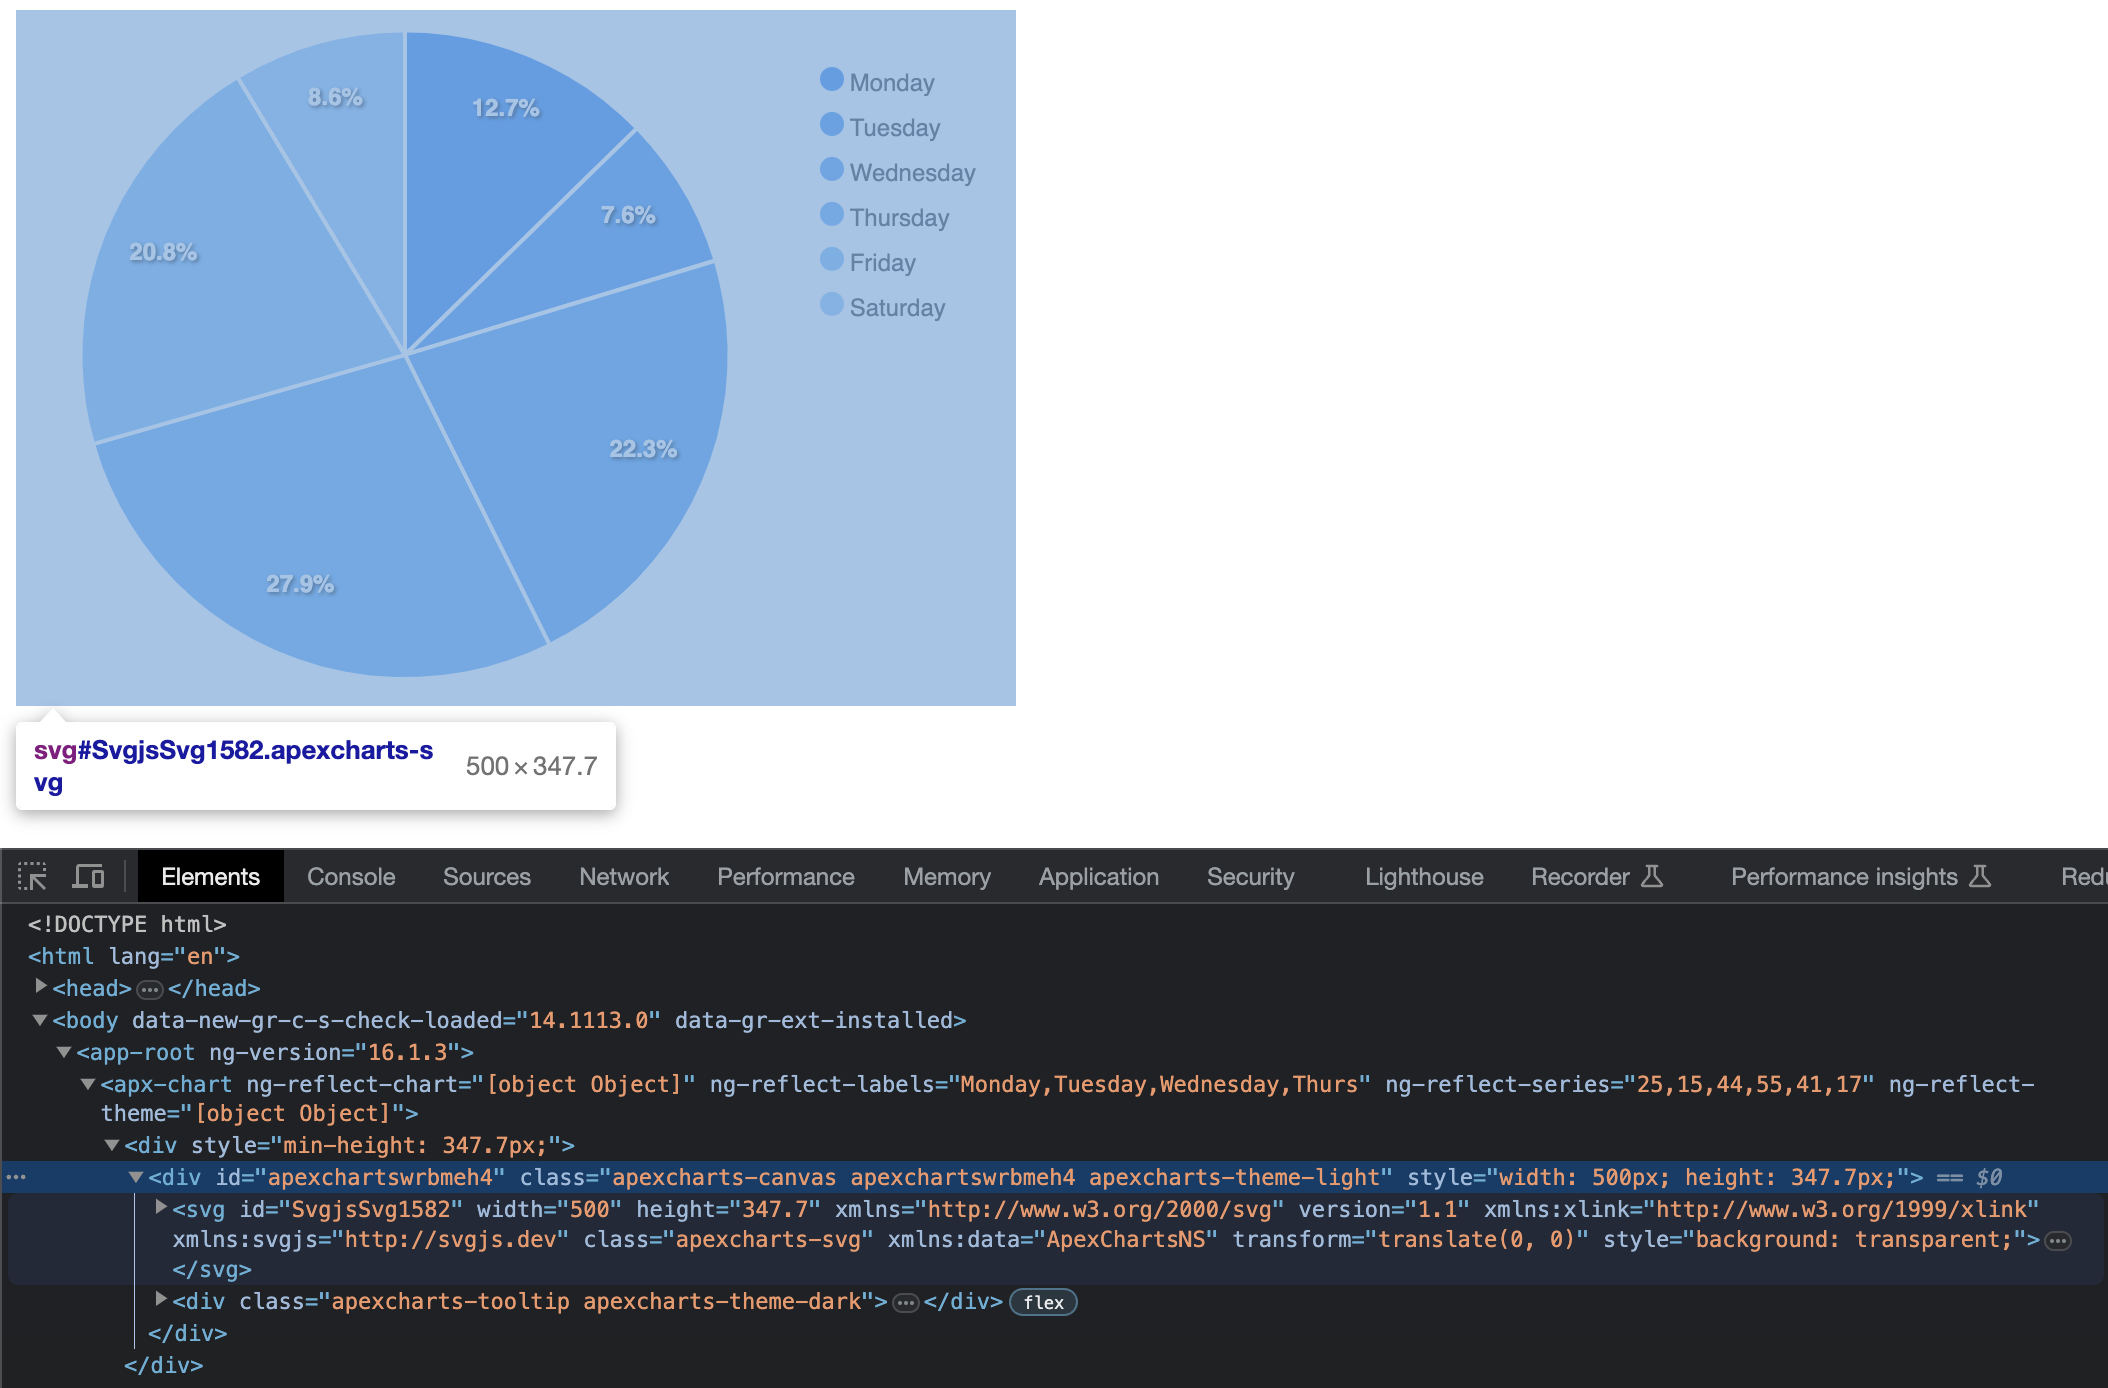 8.6%
12.7%
7.6%
20.8%
22.3%
27.9%
Monday
Tuesday
Wednesday
Thursday
Friday
Saturday
svg#SvgjsSvg1582.apexcharts-s
vg
500 × 347.7
Elements Console Sources Network Performance Memory Application Security Lighthouse Recorder Performance insights Redu
<!DOCTYPE html>
<html lang="en">
<head> ••• </head>
<body data-new-gr-c-s-check-loaded="14.1113.0" data-gr-ext-installed>
<app-root ng-version="16.1.3">
<apx-chart ng-reflect-chart="[object Object]" ng-reflect-labels="Monday,Tuesday,Wednesday,Thurs" ng-reflect-series="25,15,44,55,41,17" ng-reflect-
theme="[object Object]">
<div style="min-height: 347.7px;">
••• <div id="apexchartswrbmeh4" class="apexcharts-canvas apexchartswrbmeh4 apexcharts-theme-light" style="width: 500px; height: 347.7px;"> == $0
<svg id="SvgjsSvg1582" width="500" height="347.7" xmlns="http://www.w3.org/2000/svg" version="1.1" xmlns:xlink="http://www.w3.org/1999/xlink"
xmlns:svgjs="http://svgjs.dev" class="apexcharts-svg" xmlns:data="ApexChartsNS" transform="translate(0, 0)" style="background: transparent;"> •••
</svg>
<div class="apexcharts-tooltip apexcharts-theme-dark"> ••• </div> flex
</div>
</div>